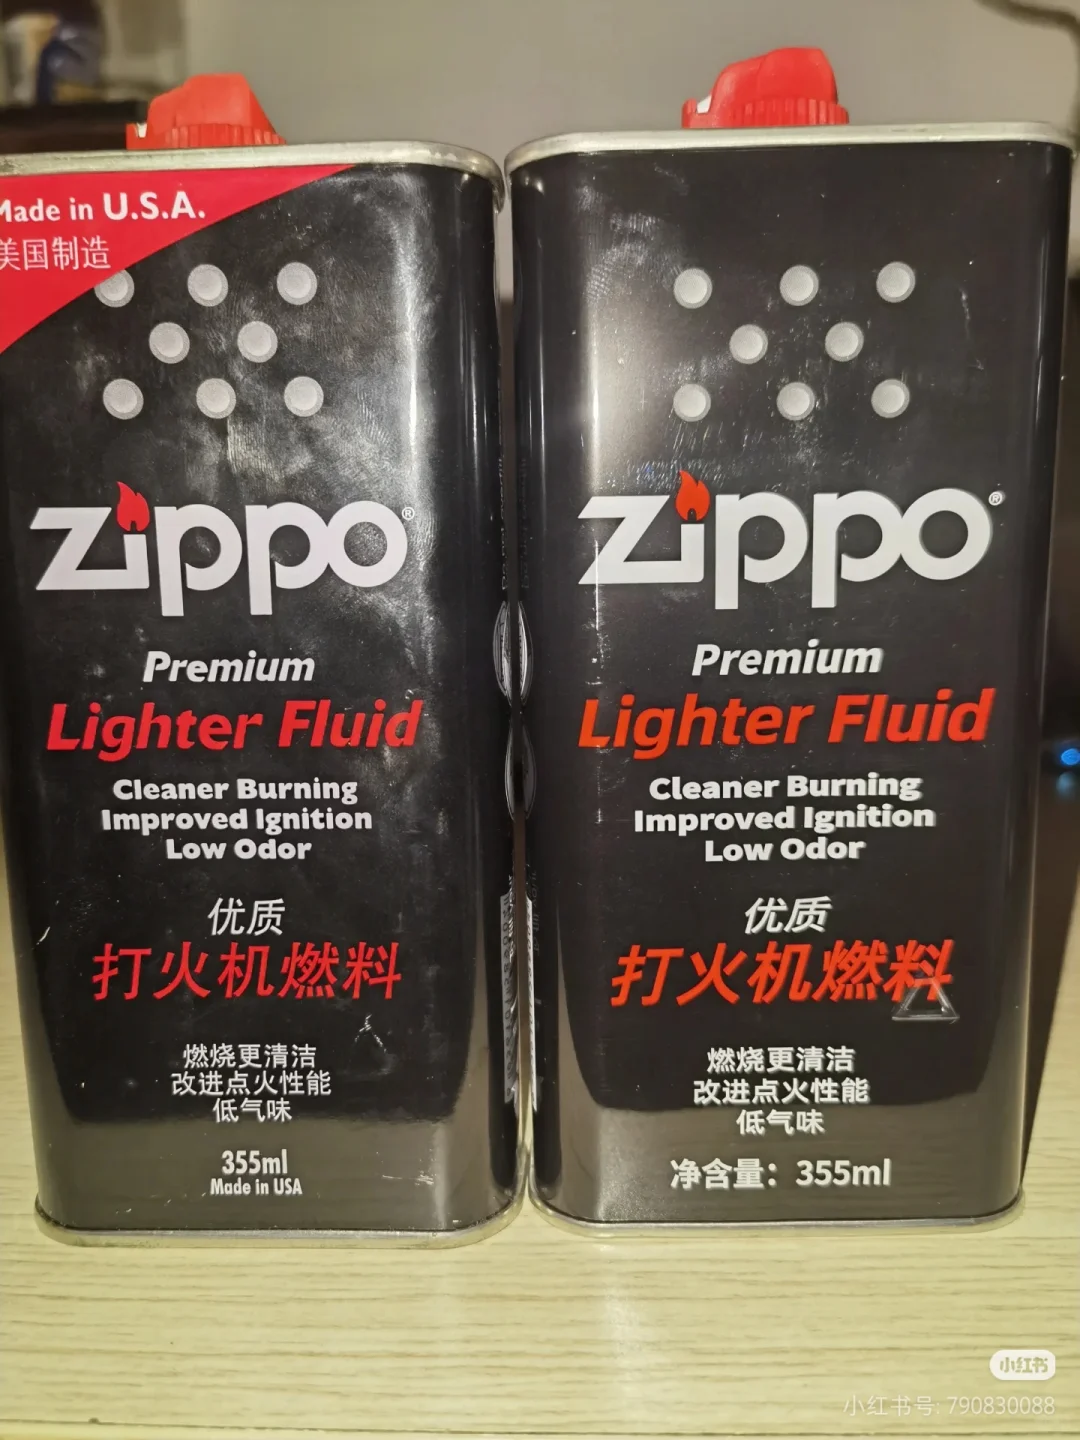 Made in U.S.A.
美国制造
zippo®
Premium
Lighter Fluid
Cleaner Burning
Improved Ignition
Low Odor
优质
打火机燃料
燃烧更清洁
改进点火性能
低气味
355ml
Made in USA
zippo®
Premium
Lighter Fluid
Cleaner Burning
Improved Ignition
Low Odor
优质
打火机燃料
燃烧更清洁
改进点火性能
低气味
净含量：355ml
小红书
小红书号: 790830088